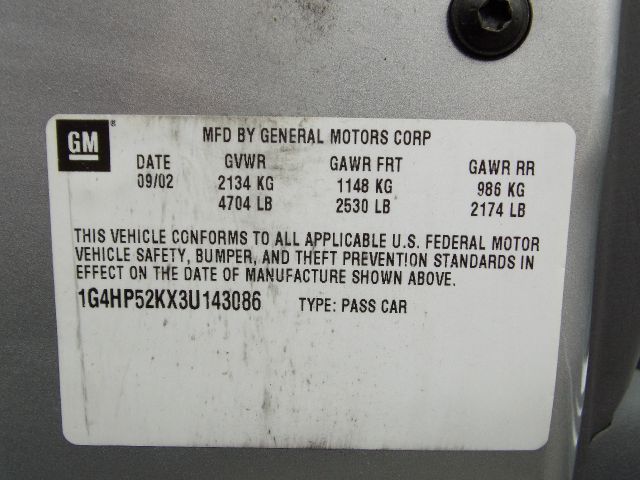 GM®
MFD BY GENERAL MOTORS CORP
DATE GVWR GAWR FRT GAWR RR
09/02 2134 KG 1148 KG 986 KG
4704 LB 2530 LB 2174 LB
THIS VEHICLE CONFORMS TO ALL APPLICABLE U.S. FEDERAL MOTOR
VEHICLE SAFETY, BUMPER, AND THEFT PREVENTION STANDARDS IN
EFFECT ON THE DATE OF MANUFACTURE SHOWN ABOVE.
1G4HP52KX3U143086 TYPE: PASS CAR